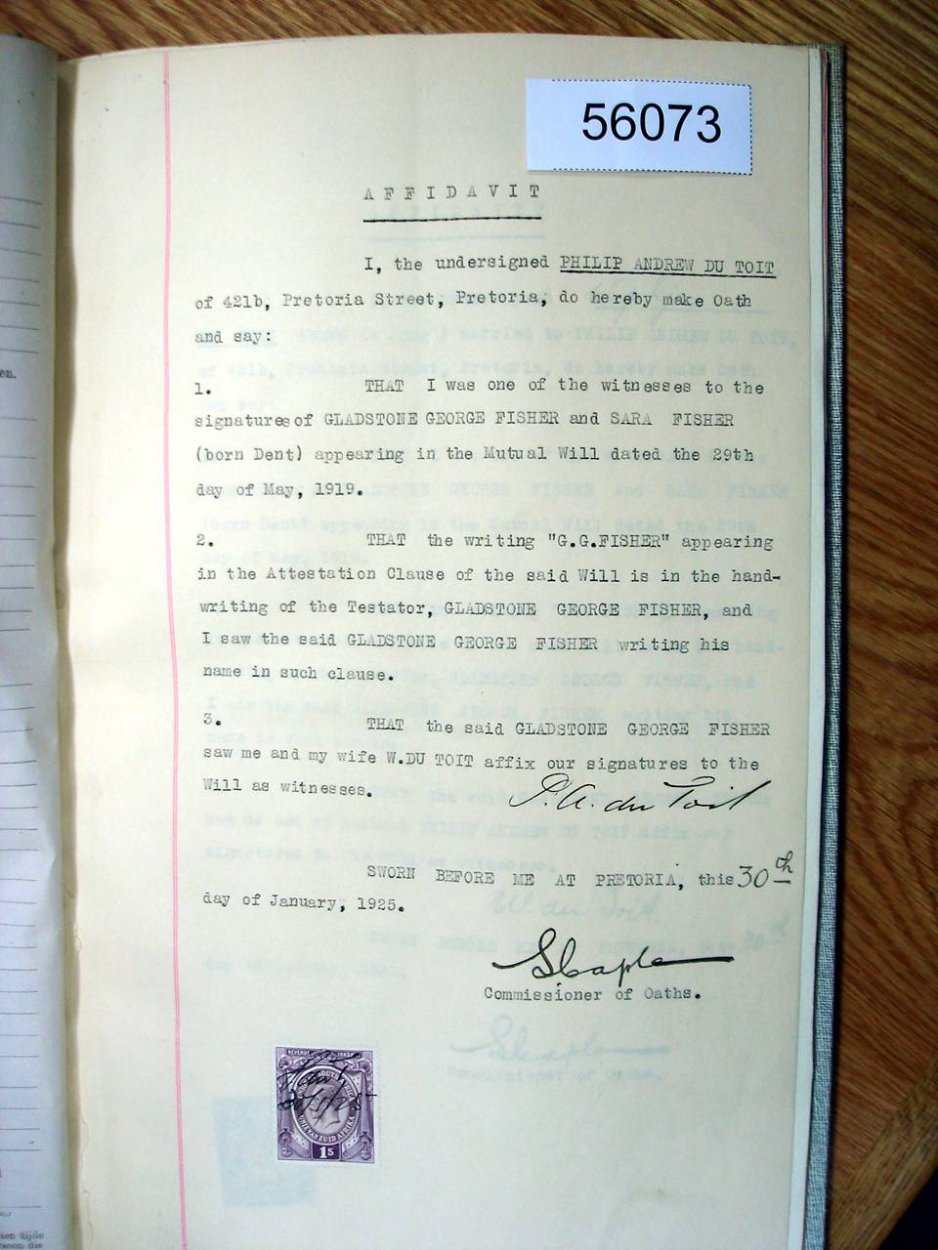 56073
AFFIDAVIT
I, the undersigned PHILIP ANDREW DU TOIT
of 421b, Pretoria Street, Pretoria, do hereby make Oath
and say:
1. THAT I was one of the witnesses to the
signatures of GLADSTONE GEORGE FISHER and SARA FISHER
(born Dent) appearing in the Mutual Will dated the 29th
day of May, 1919.
2. THAT the writing "G.G.FISHER" appearing
in the Attestation Clause of the said Will is in the hand-
writing of the Testator, GLADSTONE GEORGE FISHER, and
I saw the said GLADSTONE GEORGE FISHER writing his
name in such clause.
3. THAT the said GLADSTONE GEORGE FISHER
saw me and my wife W.DU TOIT affix our signatures to the
Will as witnesses.
P. A. du Toit
SWORN BEFORE ME AT PRETORIA, this 30th
day of January, 1925.
Commissioner of Oaths.
UNIE VAN ZUID AFRIKA
1s